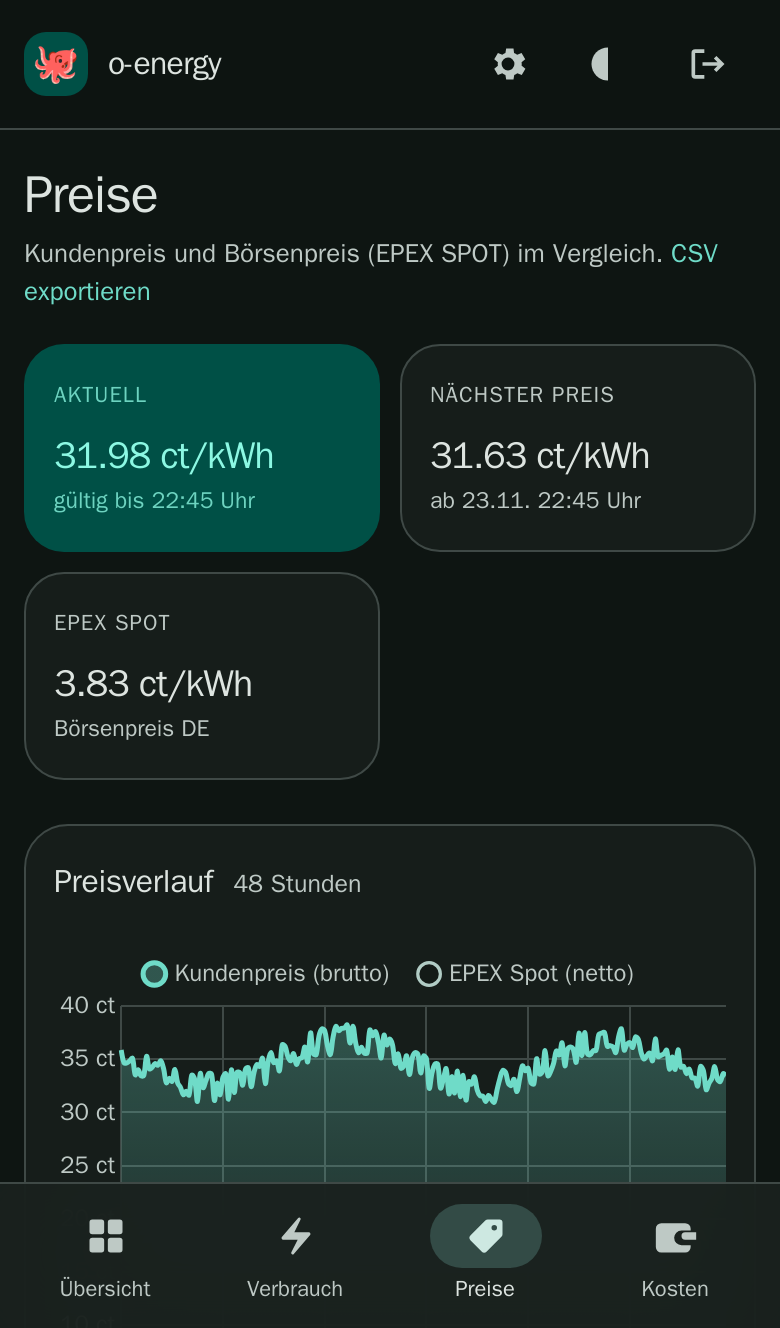 o-energy
Preise
Kundenpreis und Börsenpreis (EPEX SPOT) im Vergleich. CSV
exportieren
AKTUELL
31.98 ct/kWh
gültig bis 22:45 Uhr
NÄCHSTER PREIS
31.63 ct/kWh
ab 23.11. 22:45 Uhr
EPEX SPOT
3.83 ct/kWh
Börsenpreis DE
Preisverlauf 48 Stunden
Kundenpreis (brutto) EPEX Spot (netto)
40 ct
35 ct
30 ct
25 ct
Übersicht
Verbrauch
Preise
Kosten
10 ct